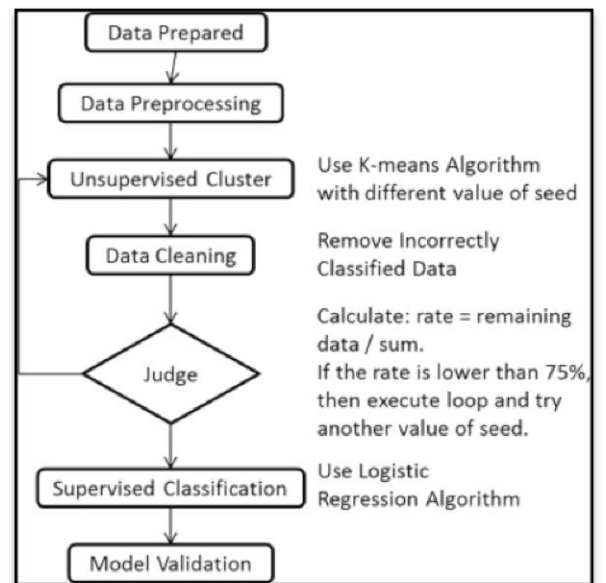 Data Prepared
Data Preprocessing
Unsupervised Cluster
Use K-means Algorithm
with different value of seed
Data Cleaning
Remove Incorrectly
Classified Data
Judge
Calculate: rate = remaining
data / sum.
If the rate is lower than 75%,
then execute loop and try
another value of seed.
Supervised Classification
Use Logistic
Regression Algorithm
Model Validation